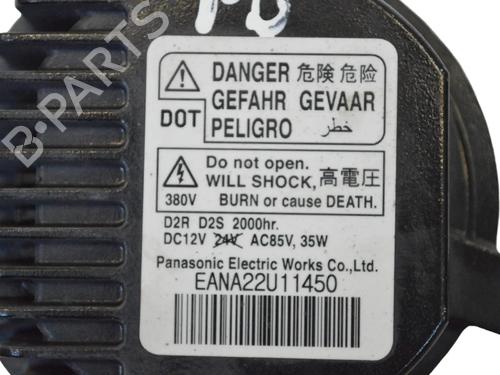 DANGER 危険 危险
GEFAHR GEVAAR
DOT
PELIGRO خطر
Do not open.
WILL SHOCK, 高電圧
380V BURN or cause DEATH.
D2R D2S 2000hr.
DC12V 24V AC85V, 35W
Panasonic Electric Works Co.,Ltd.
EANA22U11450
B-PARTS